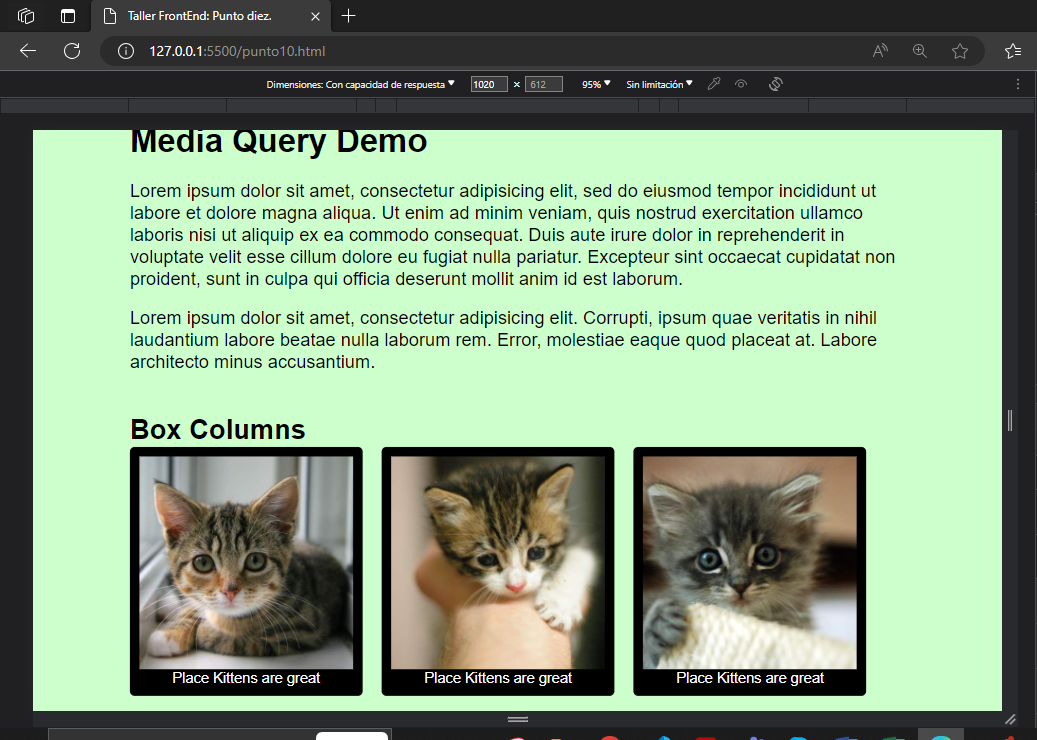 Taller FrontEnd: Punto diez.
127.0.0.1:5500/punto10.html
Dimensiones: Con capacidad de respuesta 1020 × 612 95% Sin limitación
Media Query Demo
Lorem ipsum dolor sit amet, consectetur adipisicing elit, sed do eiusmod tempor incididunt ut
labore et dolore magna aliqua. Ut enim ad minim veniam, quis nostrud exercitation ullamco
laboris nisi ut aliquip ex ea commodo consequat. Duis aute irure dolor in reprehenderit in
voluptate velit esse cillum dolore eu fugiat nulla pariatur. Excepteur sint occaecat cupidatat non
proident, sunt in culpa qui officia deserunt mollit anim id est laborum.
Lorem ipsum dolor sit amet, consectetur adipisicing elit. Corrupti, ipsum quae veritatis in nihil
laudantium labore beatae nulla laborum rem. Error, molestiae eaque quod placeat at. Labore
architecto minus accusantium.
Box Columns
Place Kittens are great
Place Kittens are great
Place Kittens are great